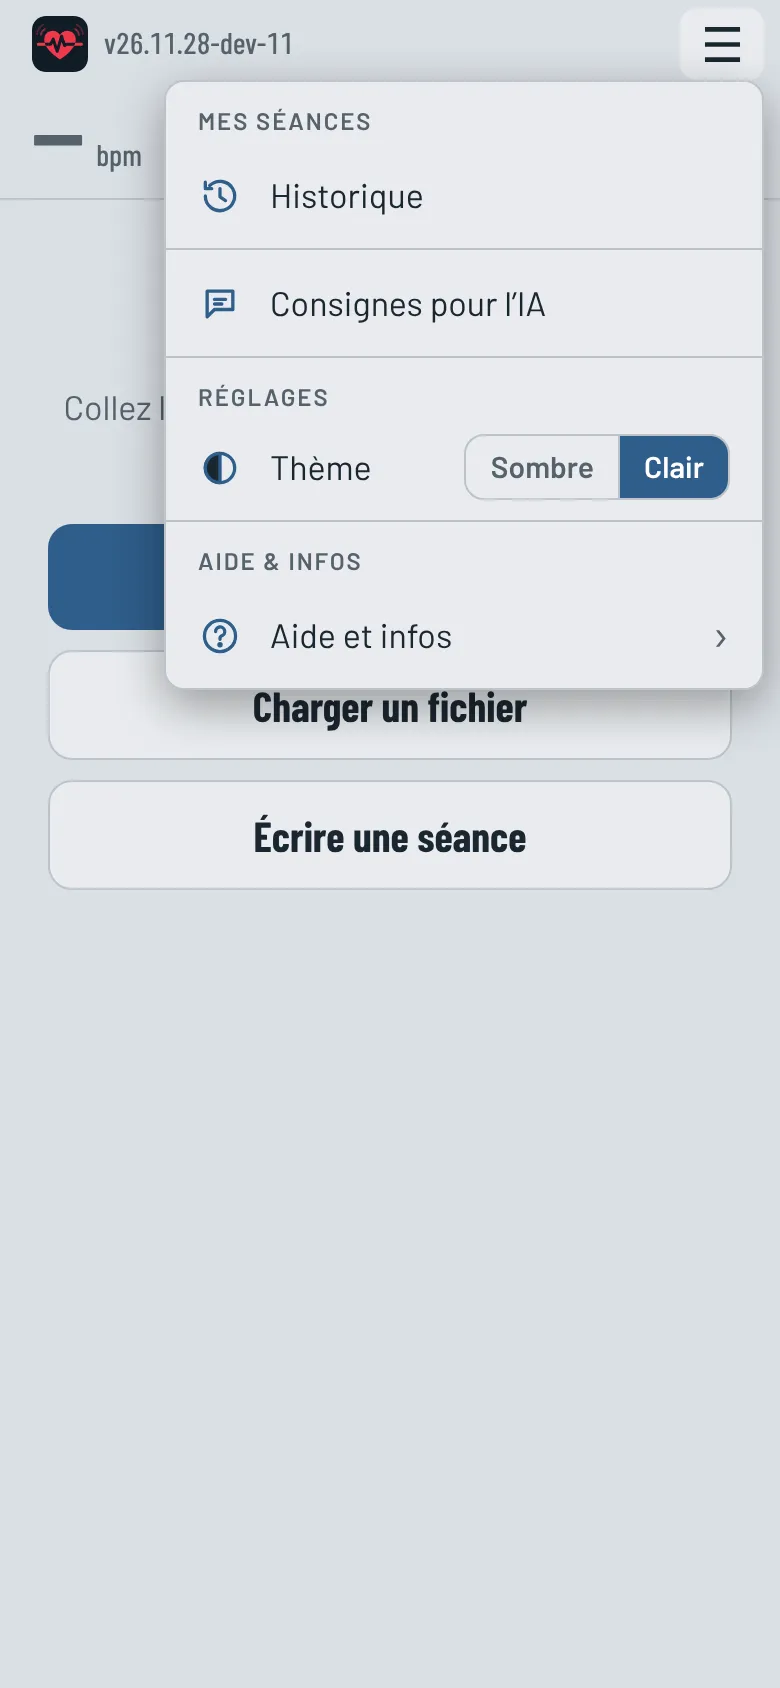 v26.11.28-dev-11
bpm
MES SÉANCES
Historique
Consignes pour l’IA
Collez
RÉGLAGES
Thème
Sombre
Clair
AIDE & INFOS
Aide et infos
Charger un fichier
Écrire une séance